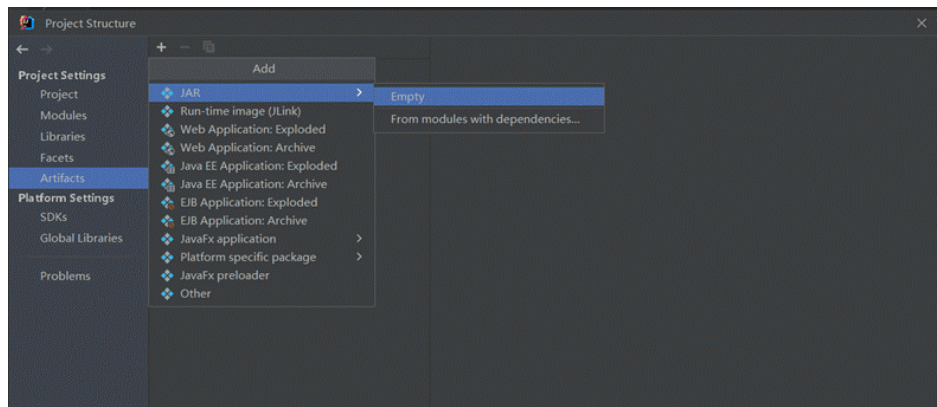 Project Structure
Project Settings
Project
Modules
Libraries
Facets
Artifacts
Platform Settings
SDKs
Global Libraries
Problems
Add
JAR
Run-time image (JLink)
Web Application: Exploded
Web Application: Archive
Java EE Application: Exploded
Java EE Application: Archive
EJB Application: Exploded
EJB Application: Archive
JavaFx application
Platform specific package
JavaFx preloader
Other
Empty
From modules with dependencies...